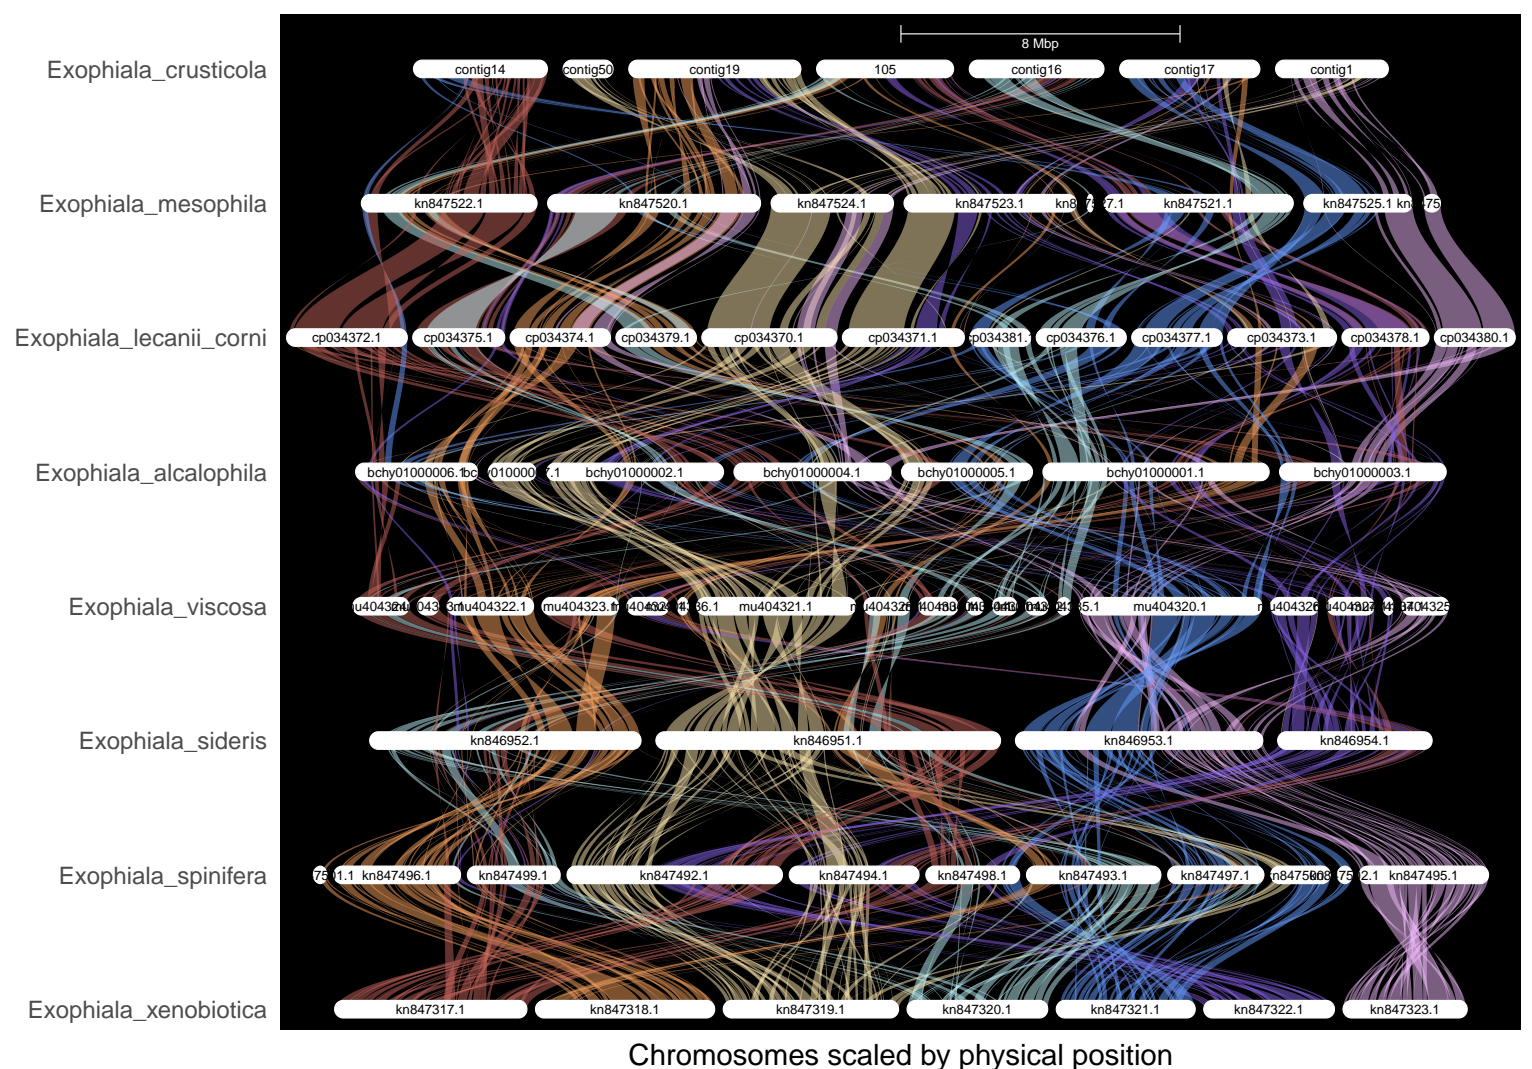 8 Mbp
Exophiala_crusticola contig14 contig50 contig19 105 contig16 contig17 contig1
Exophiala_mesophila kn847522.1 kn847520.1 kn847524.1 kn847523.1 kn847521.1 kn847525.1
Exophiala_lecanii_corni cp034372.1 cp034375.1 cp034374.1 cp034379.1 cp034370.1 cp034371.1 cp034381.1 cp034376.1 cp034377.1 cp034373.1 cp034378.1 cp034380.1
Exophiala_alcalophila bchy01000006.1 bchy01000002.1 bchy01000004.1 bchy01000005.1 bchy01000001.1 bchy01000003.1
Exophiala_viscosa mu404322.1 mu404323.1 mu404321.1 mu404320.1
Exophiala_sideris kn846952.1 kn846951.1 kn846953.1 kn846954.1
Exophiala_spinifera kn847496.1 kn847499.1 kn847492.1 kn847494.1 kn847498.1 kn847493.1 kn847497.1 kn847495.1
Exophiala_xenobiotica kn847317.1 kn847318.1 kn847319.1 kn847320.1 kn847321.1 kn847322.1 kn847323.1
Chromosomes scaled by physical position